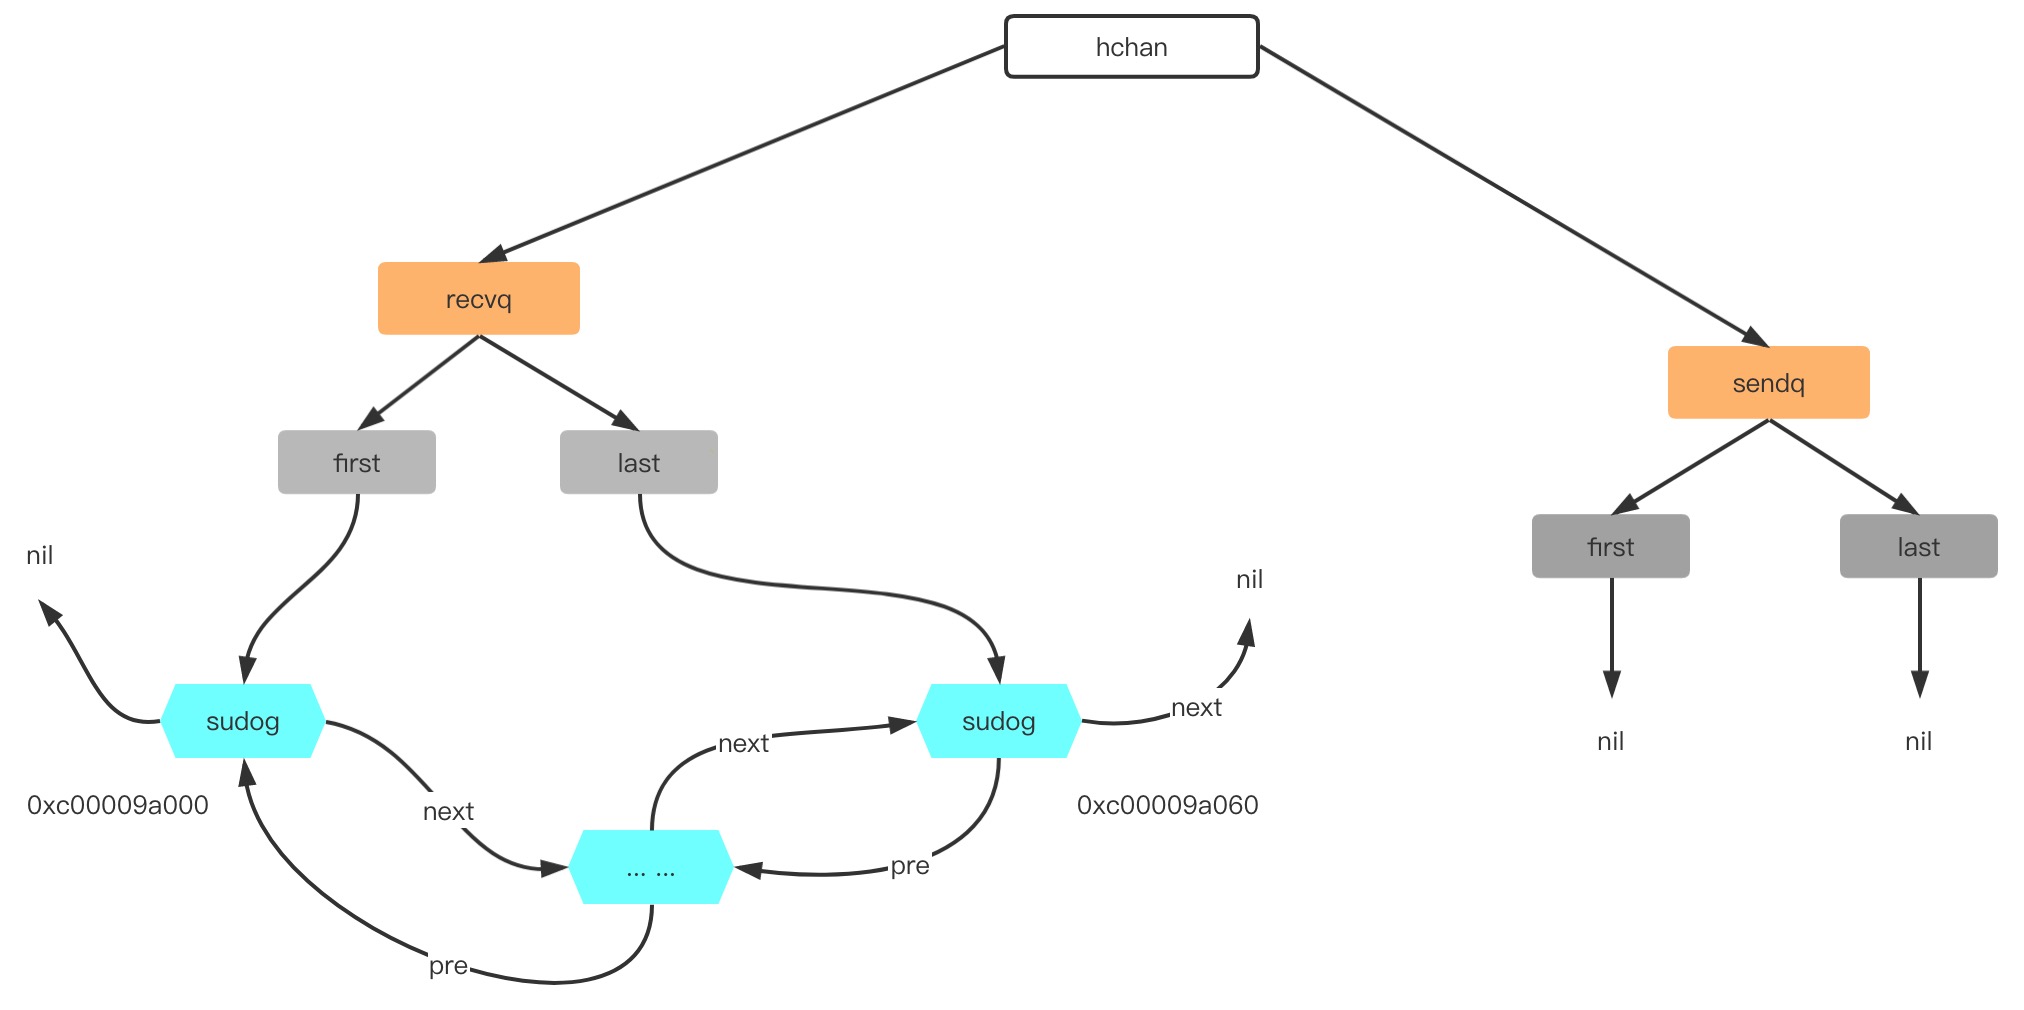 hchan
recvq
sendq
first
last
first
last
nil
nil
sudog
sudog
next
next
nil
nil
0xc00009a000
next
0xc00009a060
... ...
pre
pre